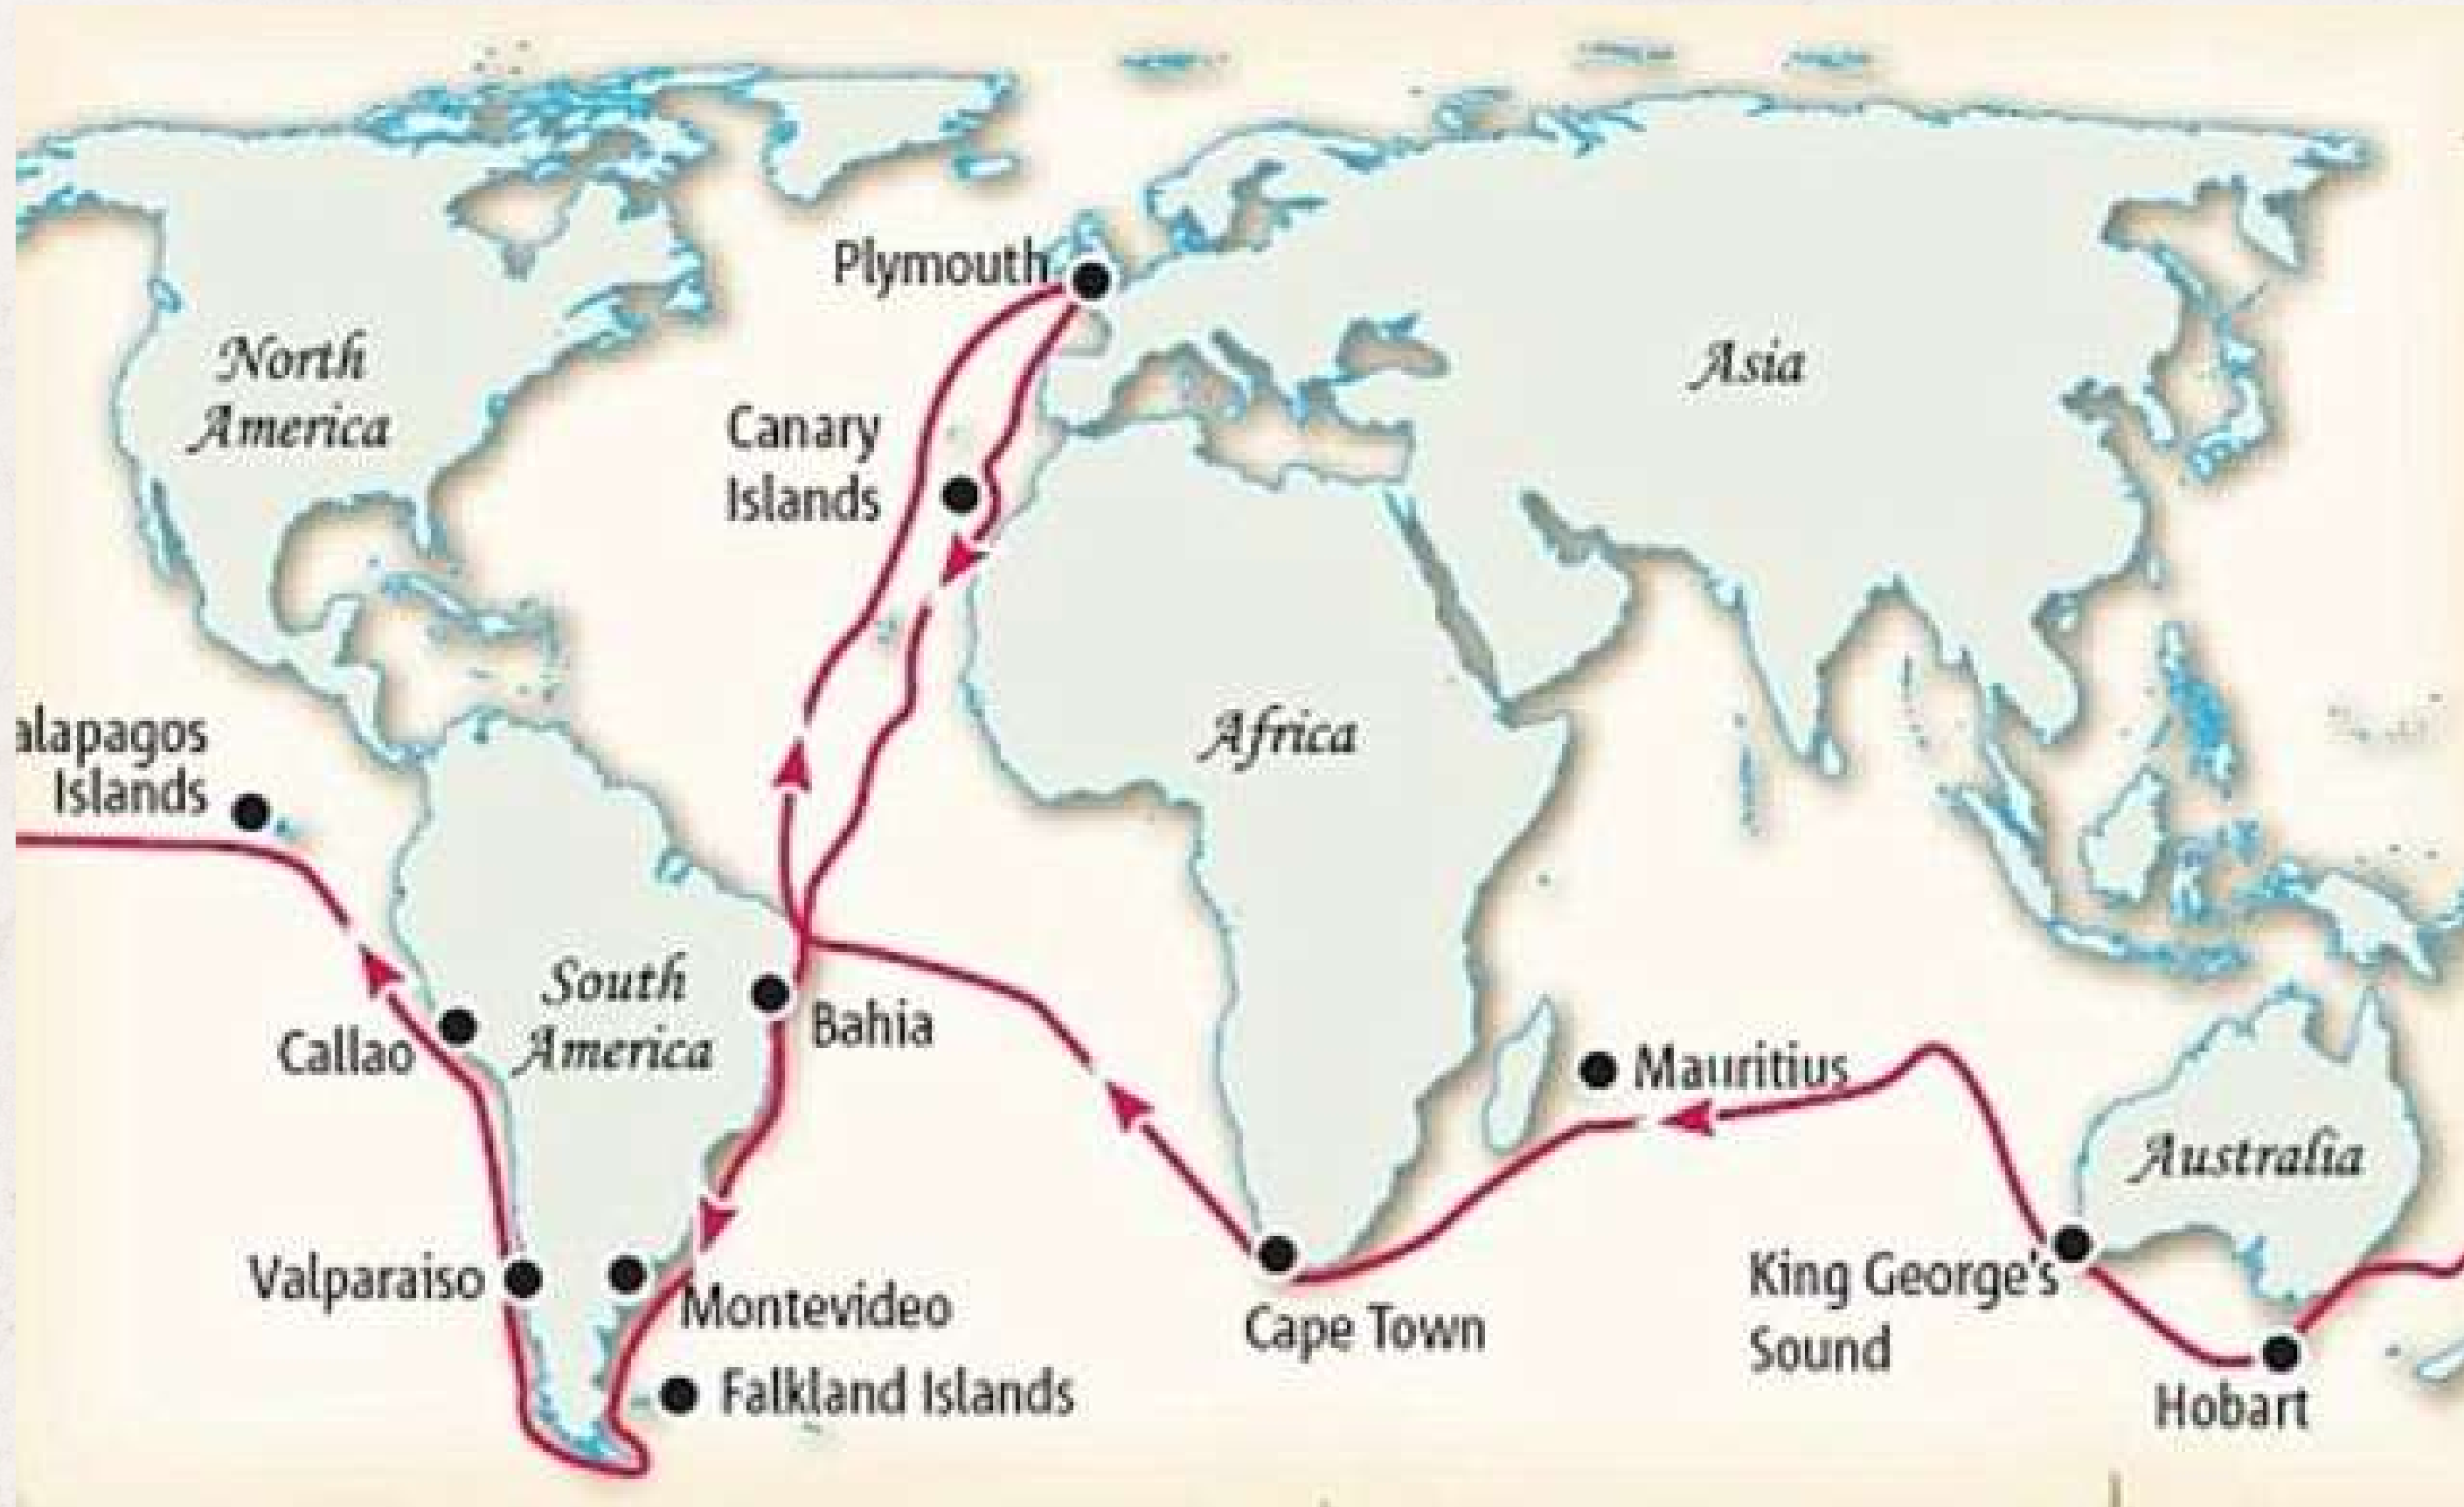 Plymouth
North
America
Asia
Canary
Islands
Africa
alapagos
Islands
South
America
Bahia
Callao
Mauritius
Australia
Valparaiso
Montevideo
King George's
Sound
Cape Town
Falkland Islands
Hobart